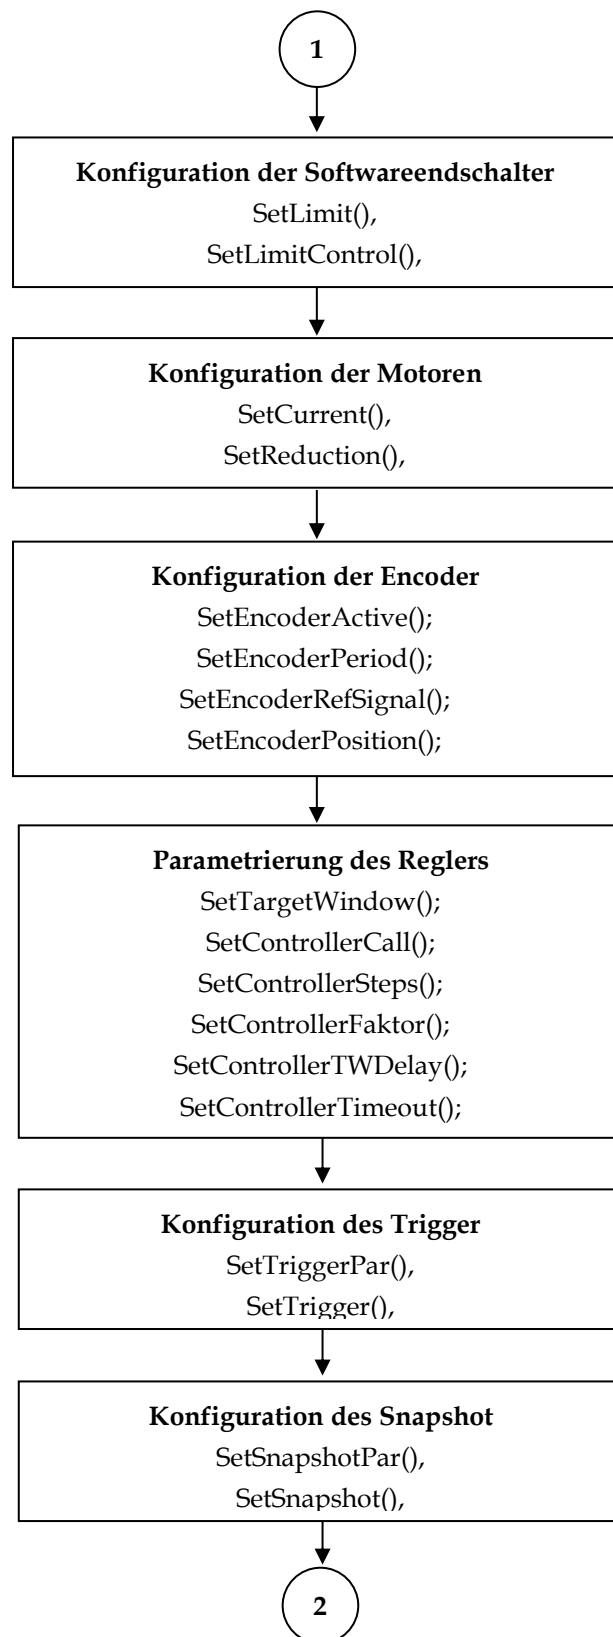 1
Konfiguration der Softwareendschalter
SetLimit(),
SetLimitControl(),
Konfiguration der Motoren
SetCurrent(),
SetReduction(),
Konfiguration der Encoder
SetEncoderActive();
SetEncoderPeriod();
SetEncoderRefSignal();
SetEncoderPosition();
Parametrierung des Reglers
SetTargetWindow();
SetControllerCall();
SetControllerSteps();
SetControllerFaktor();
SetControllerTWDelay();
SetControllerTimeout();
Konfiguration des Trigger
SetTriggerPar(),
SetTrigger(),
Konfiguration des Snapshot
SetSnapshotPar(),
SetSnapshot(),
2